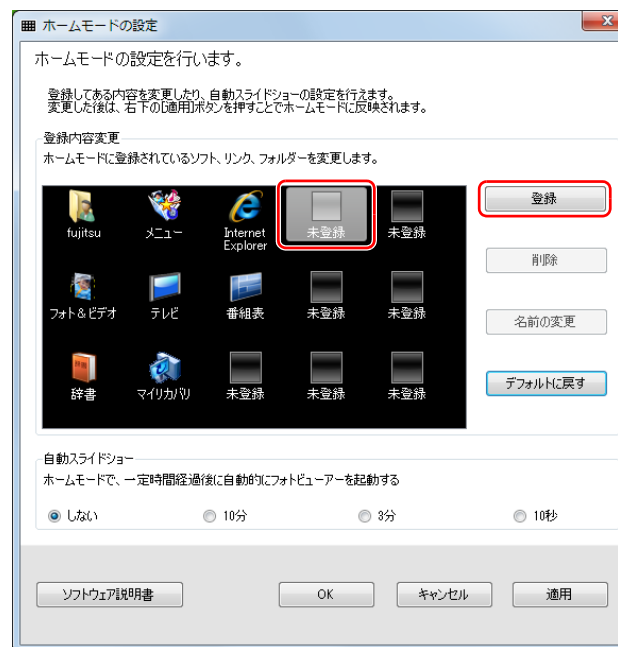 ホームモードの設定
ホームモードの設定を行います。
登録してある内容を変更したり、自動スライドショーの設定を行えます。
変更した後は、右下の[適用]ボタンを押すことでホームモードに反映されます。
登録内容変更
ホームモードに登録されているソフト、リンク、フォルダーを変更します。
fujitsu メニュー Internet Explorer 未登録 未登録
フォト&ビデオ テレビ 番組表 未登録 未登録
辞書 マイリカバリ 未登録 未登録 未登録
登録
削除
名前の変更
デフォルトに戻す
自動スライドショー
ホームモードで、一定時間経過後に自動的にフォトビューアーを起動する
しない 10分 3分 10秒
ソフトウェア説明書 OK キャンセル 適用